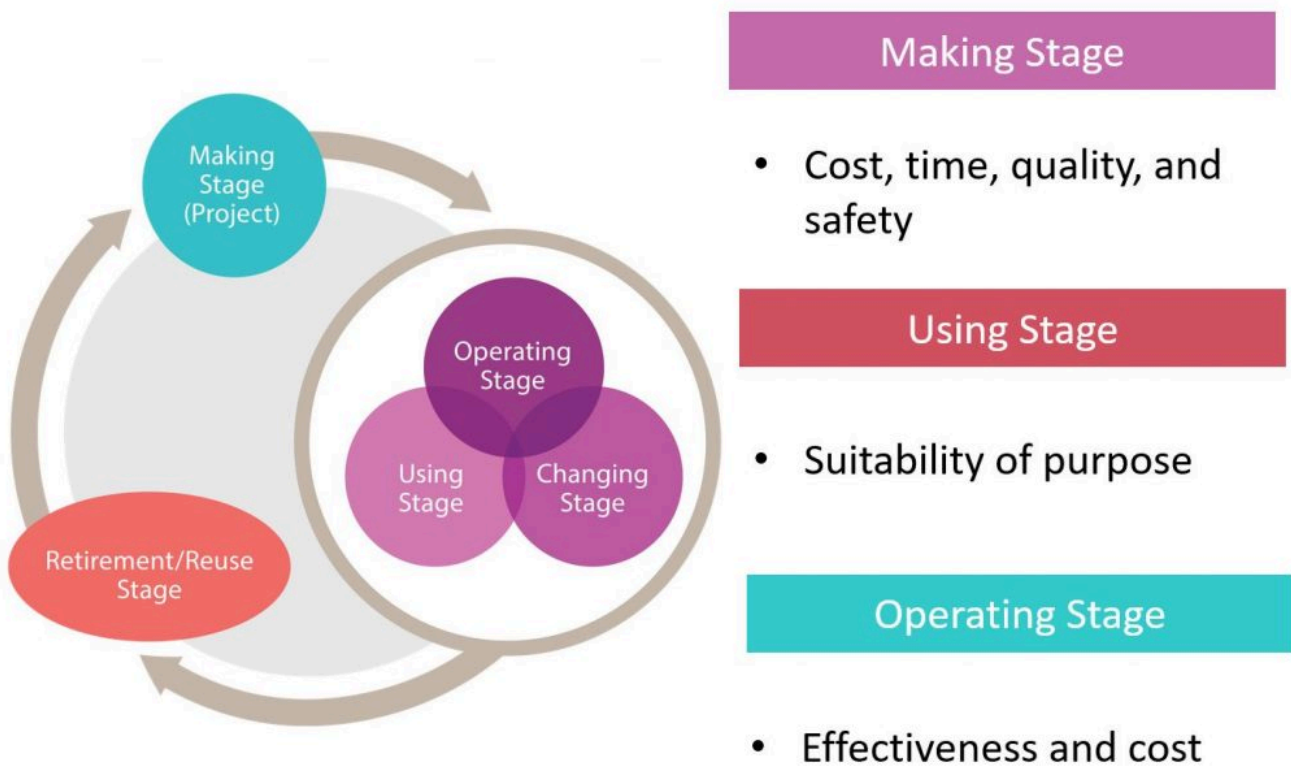 Making
Stage
(Project)
Operating
Stage
Using
Stage
Changing
Stage
Retirement/Reuse
Stage
Making Stage
• Cost, time, quality, and
safety
Using Stage
• Suitability of purpose
Operating Stage
• Effectiveness and cost